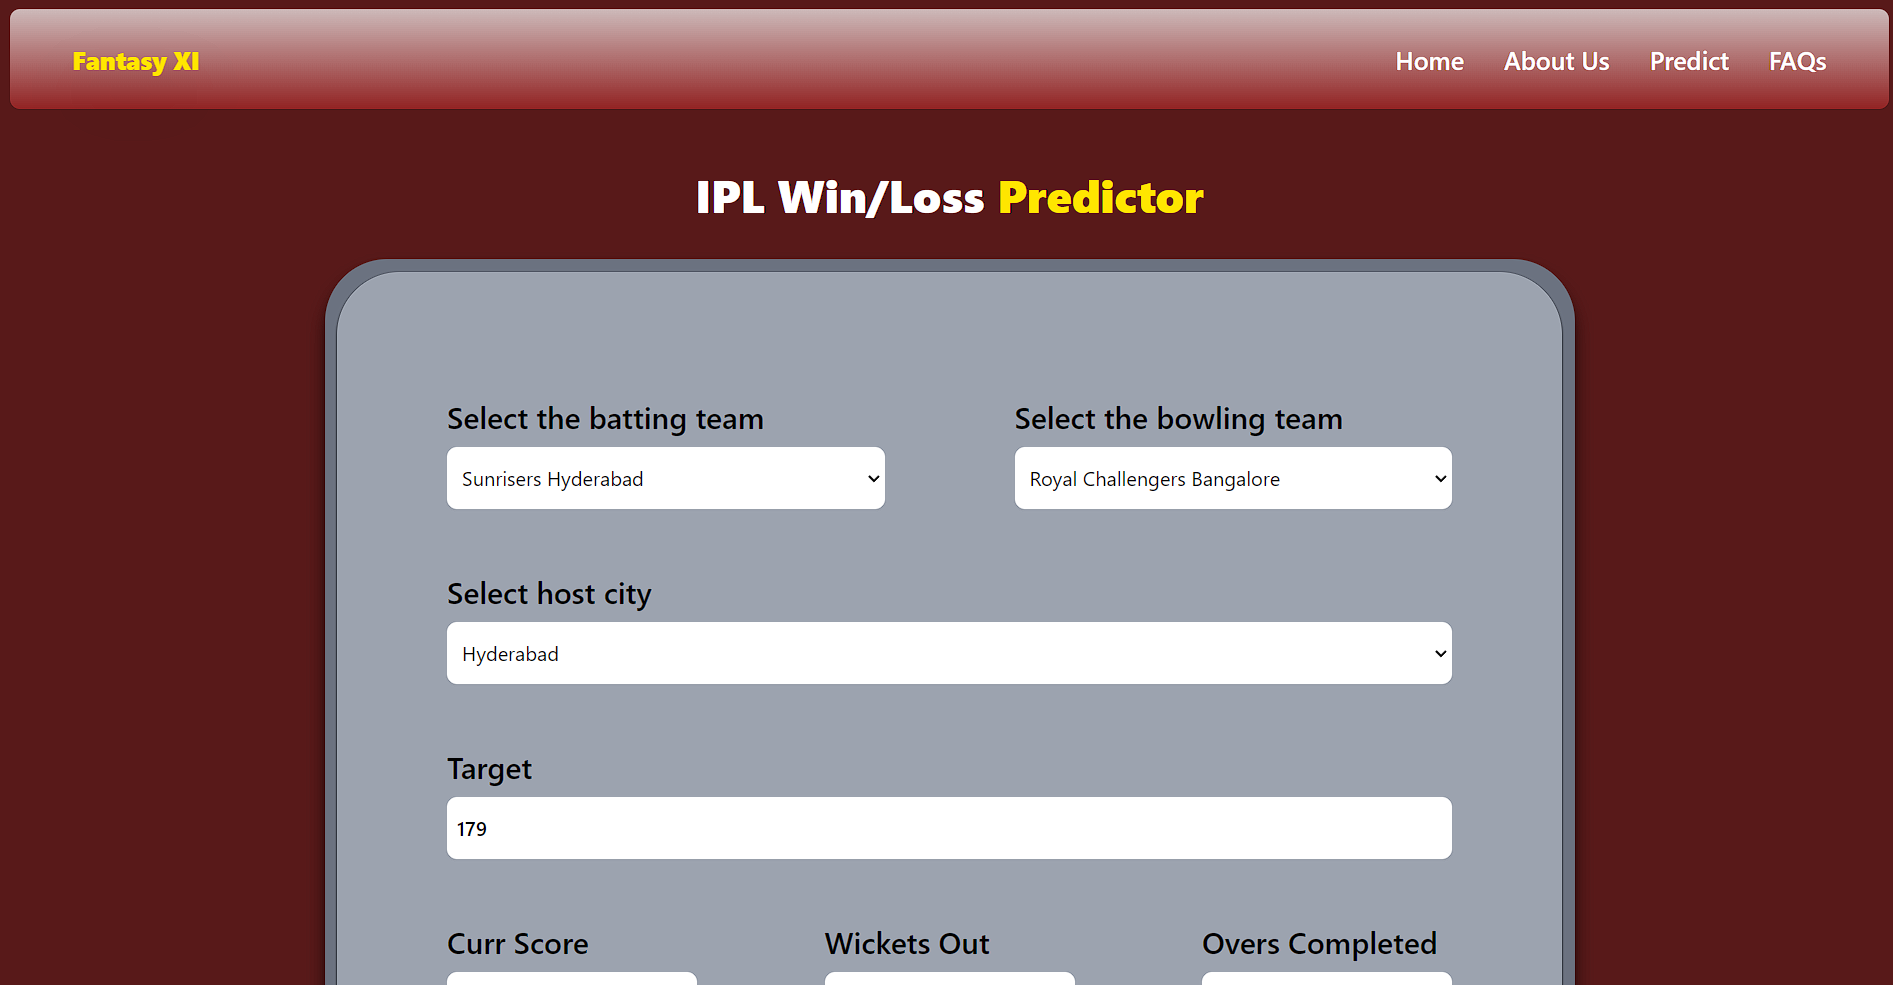 Fantasy XI
Home About Us Predict FAQs
IPL Win/Loss Predictor
Select the batting team Select the bowling team
Sunrisers Hyderabad Royal Challengers Bangalore
Select host city
Hyderabad
Target
179
Curr Score Wickets Out Overs Completed